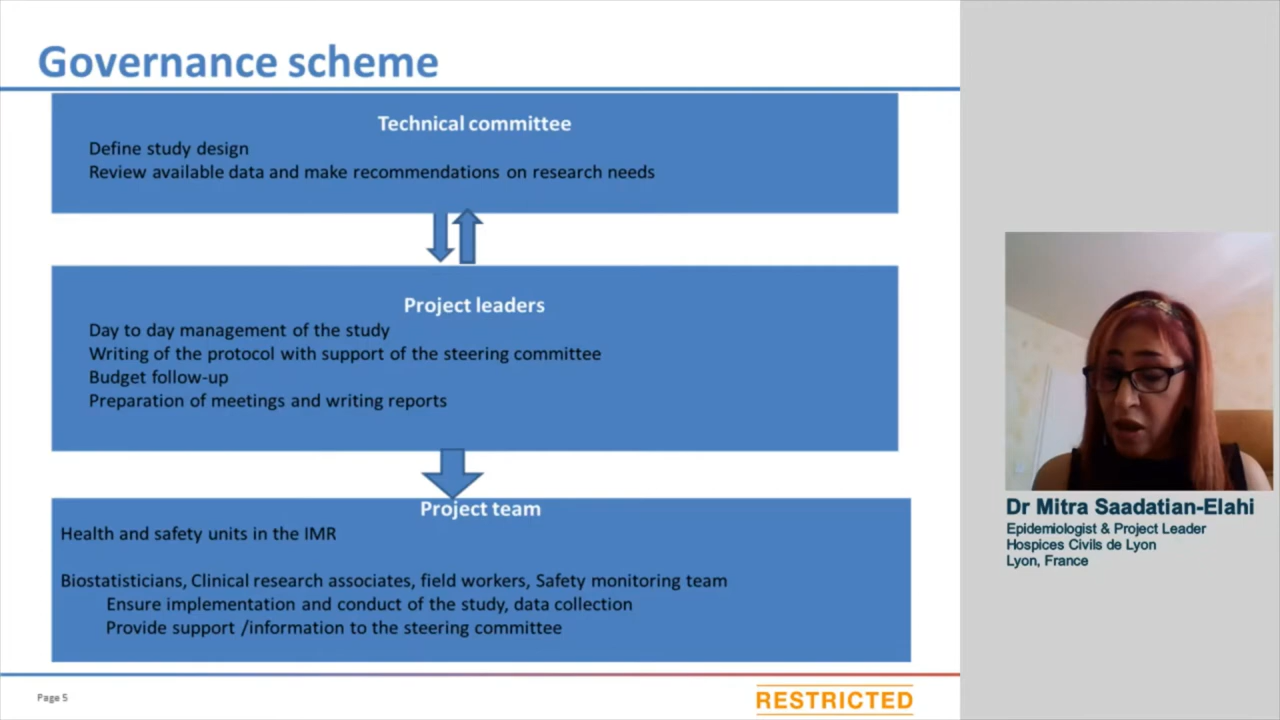 Governance scheme
Technical committee
Define study design
Review available data and make recommendations on research needs
Project leaders
Day to day management of the study
Writing of the protocol with support of the steering committee
Budget follow-up
Preparation of meetings and writing reports
Project team
Health and safety units in the IMR
Biostatisticians, Clinical research associates, field workers, Safety monitoring team
Ensure implementation and conduct of the study, data collection
Provide support /information to the steering committee
Page 5
RESTRICTED
Dr Mitra Saadatian-Elahi
Epidemiologist & Project Leader
Hospices Civils de Lyon
Lyon, France